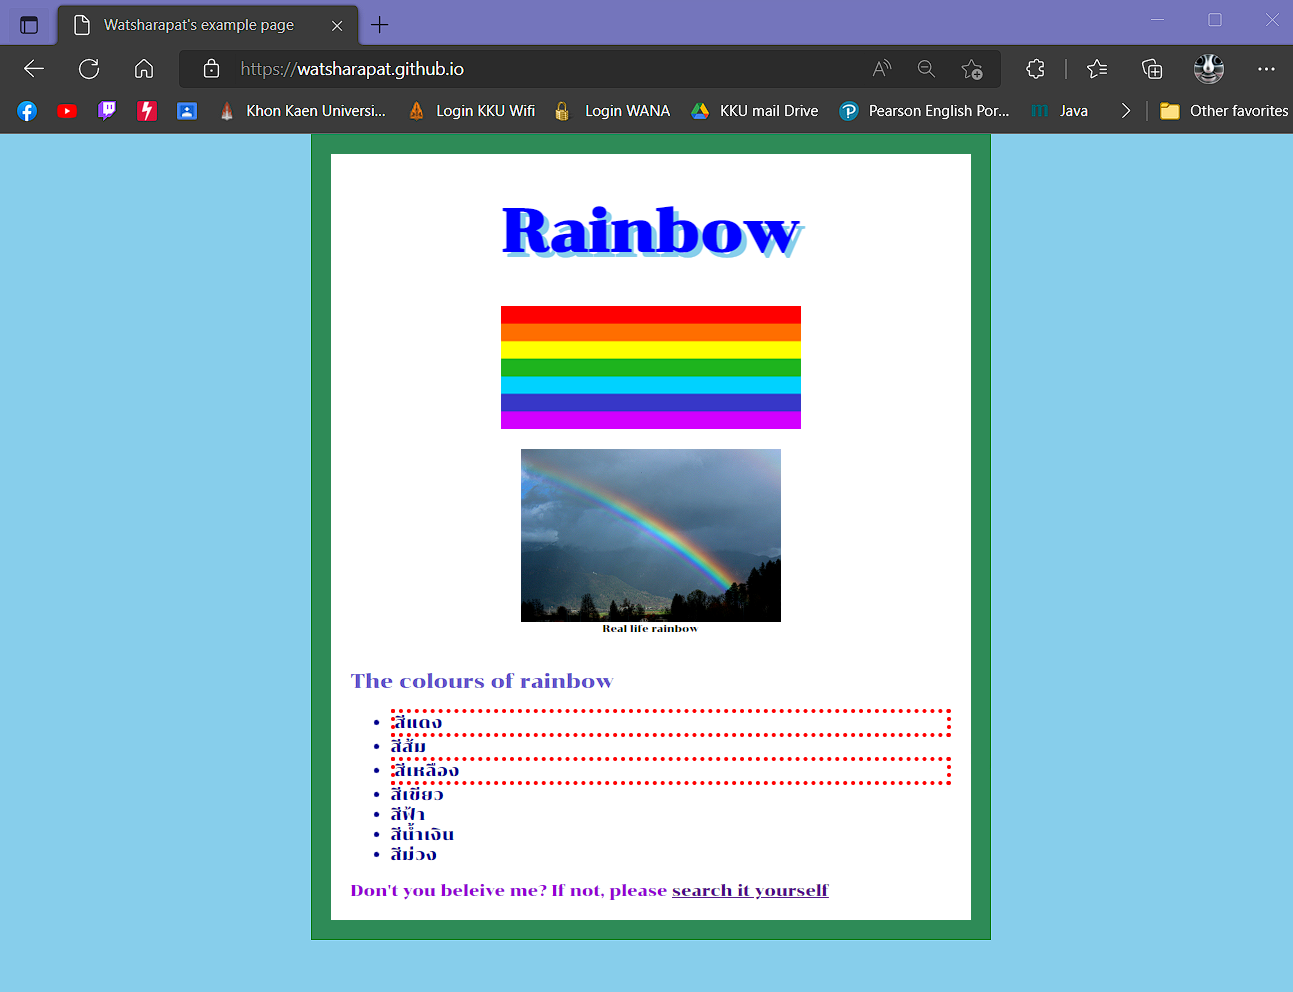 Watsharapat's example page
https://watsharapat.github.io
Khon Kaen Universi...
Login KKU Wifi
Login WANA
KKU mail Drive
Pearson English Por...
Java
Other favorites
Rainbow
Real life rainbow
The colours of rainbow
สีแดง
สีส้ม
สีเหลือง
สีเขียว
สีฟ้า
สีน้ำเงิน
สีม่วง
Don't you beleive me? If not, please search it yourself